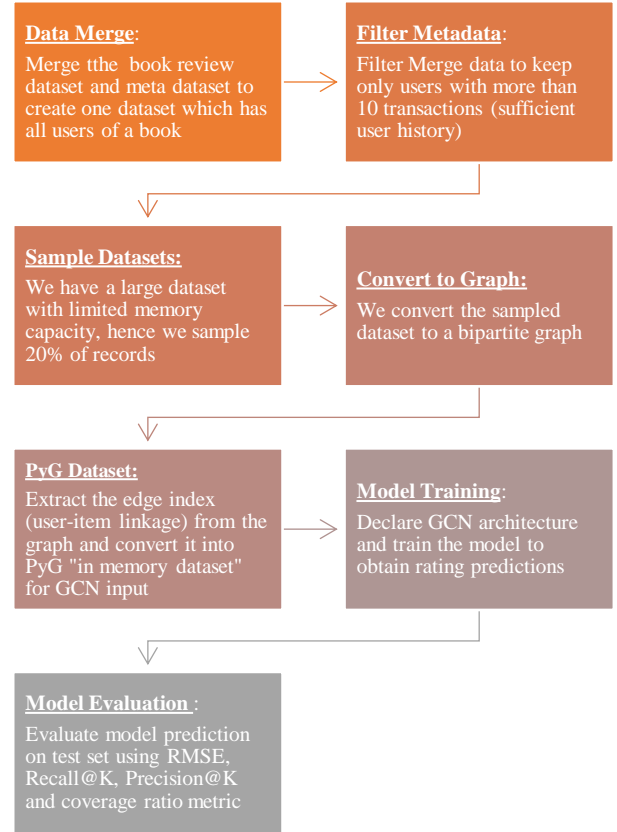 Data Merge:
Merge tthe book review
dataset and meta dataset to
create one dataset which has
all users of a book
Filter Metadata:
Filter Merge data to keep
only users with more than
10 transactions (sufficient
user history)
Sample Datasets:
We have a large dataset
with limited memory
capacity, hence we sample
20% of records
Convert to Graph:
We convert the sampled
dataset to a bipartite graph
PyG Dataset:
Extract the edge index
(user-item linkage) from the
graph and convert it into
PyG "in memory dataset"
for GCN input
Model Training:
Declare GCN architecture
and train the model to
obtain rating predictions
Model Evaluation :
Evaluate model prediction
on test set using RMSE,
Recall@K, Precision@K
and coverage ratio metric